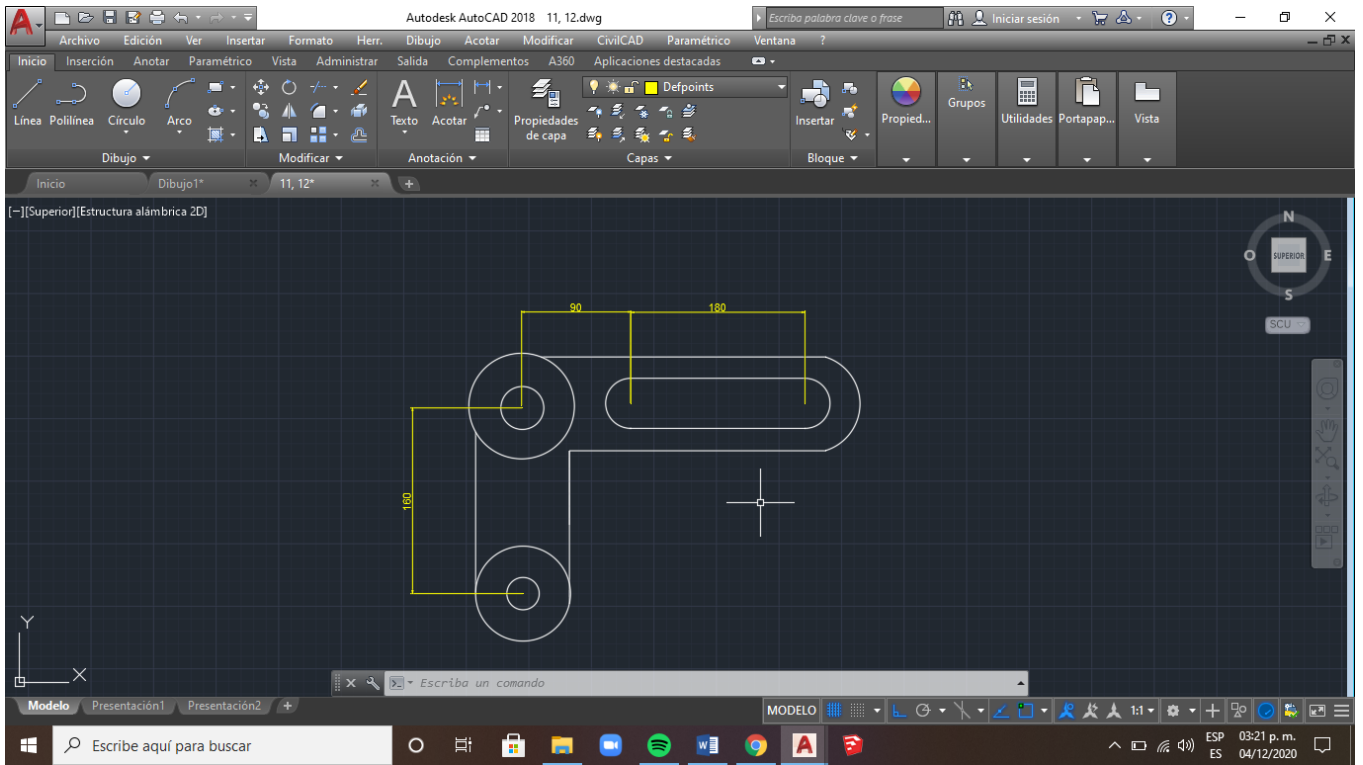 Autodesk AutoCAD 2018 11, 12.dwg
Escriba palabra clave o frase
Iniciar sesión
Archivo Edición Ver Insertar Formato Herr. Dibujo Acotar Modificar CivilCAD Paramétrico Ventana ?
Inicio Inserción Anotar Paramétrico Vista Administrar Salida Complementos A360 Aplicaciones destacadas
Defpoints
Línea Polilínea Círculo Arco
Texto Acotar
Propiedades de capa
Insertar
Propied...
Grupos
Utilidades Portapap...
Vista
Dibujo Modificar Anotación Capas Bloque
Inicio Dibujo1* 11, 12*
[−][Superior][Estructura alámbrica 2D]
N
O SUPERIOR E
S
SCU
90 180
160
Y
X
Escriba un comando
Modelo Presentación1 Presentación2
MODELO 1:1
Escribe aquí para buscar
ESP 03:21 p. m.
ES 04/12/2020